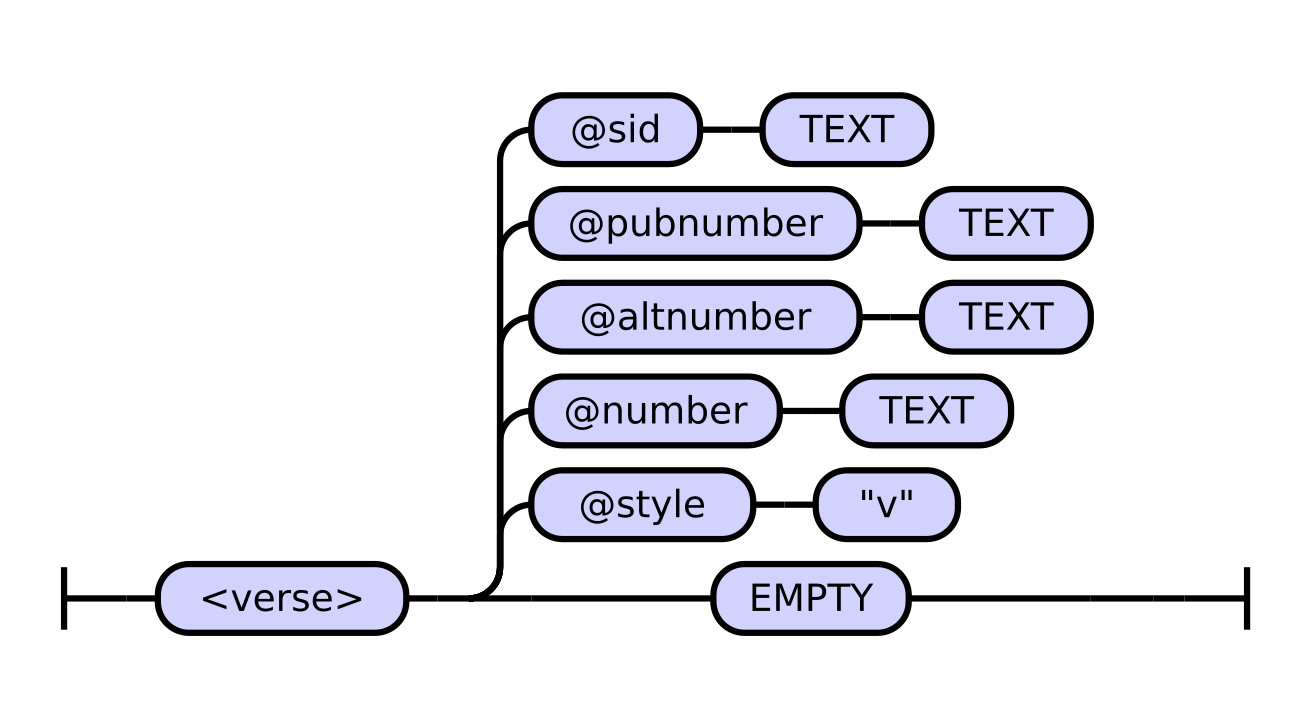 @sid TEXT
@pubnumber TEXT
@altnumber TEXT
@number TEXT
@style "v"
<verse> EMPTY